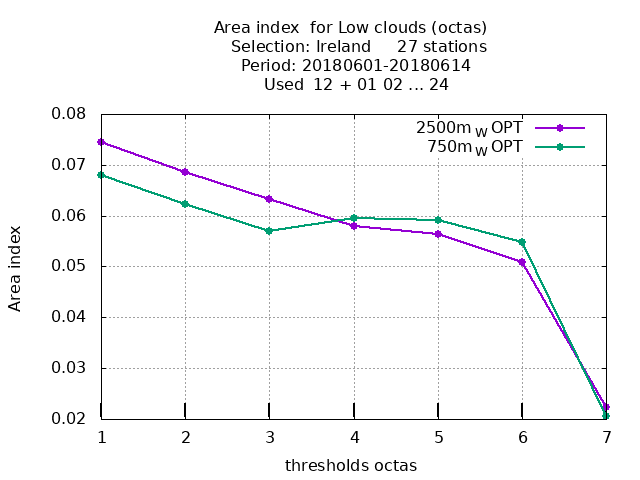 Area index  for Low clouds (octas)
Selection: Ireland     27 stations
Period: 20180601-20180614
Used  12 + 01 02 ... 24
0.08
2500m W OPT
750m W OPT
0.07
0.06
0.05
0.04
0.03
0.02
Area index
1 2 3 4 5 6 7
thresholds octas